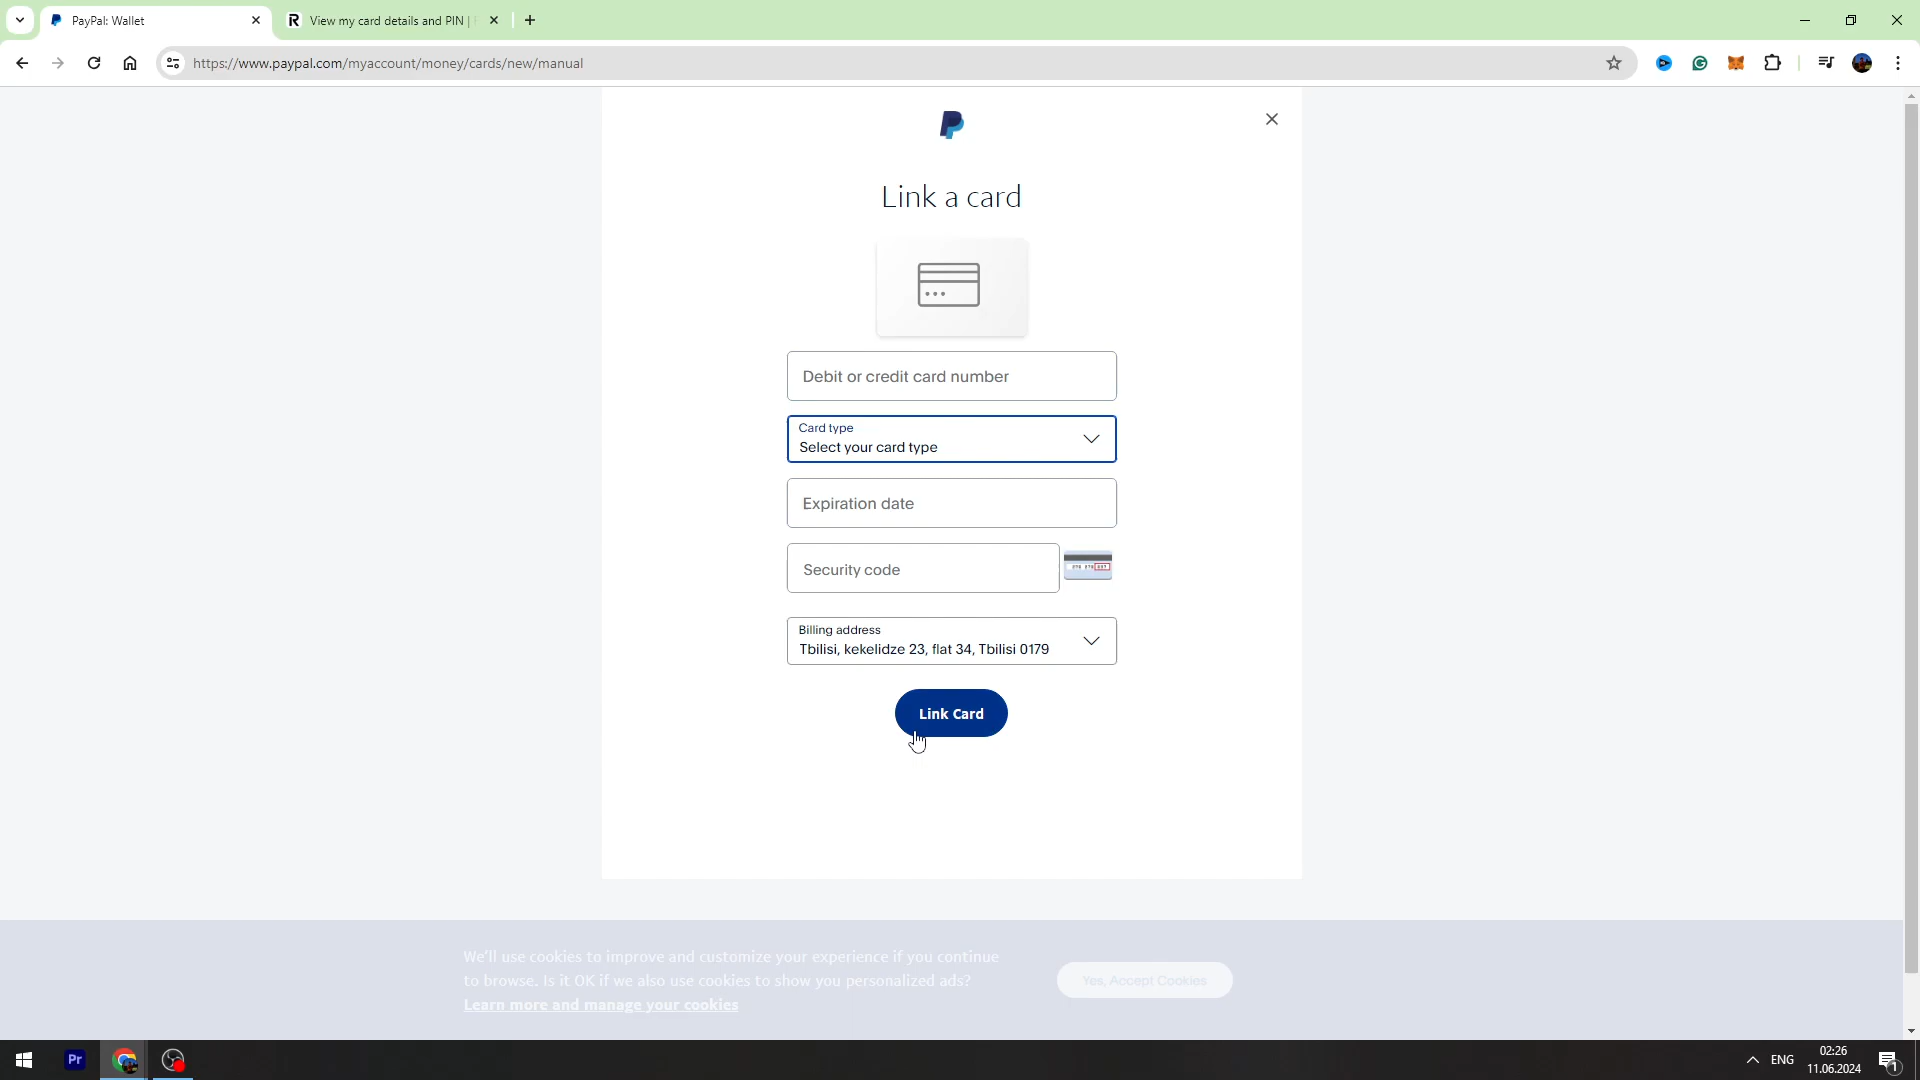 PayPal: Wallet
View my card details and PIN |
https://www.paypal.com/myaccount/money/cards/new/manual
Link a card
Debit or credit card number
Card type
Select your card type
Expiration date
Security code
Billing address
Tbilisi, kekelidze 23, flat 34, Tbilisi 0179
Link Card
We'll use cookies to improve and customize your experience if you continue
to browse. Is it OK if we also use cookies to show you personalized ads?
Learn more and manage your cookies
Yes, Accept Cookies
Pr
ENG
02:26
11.06.2024
1